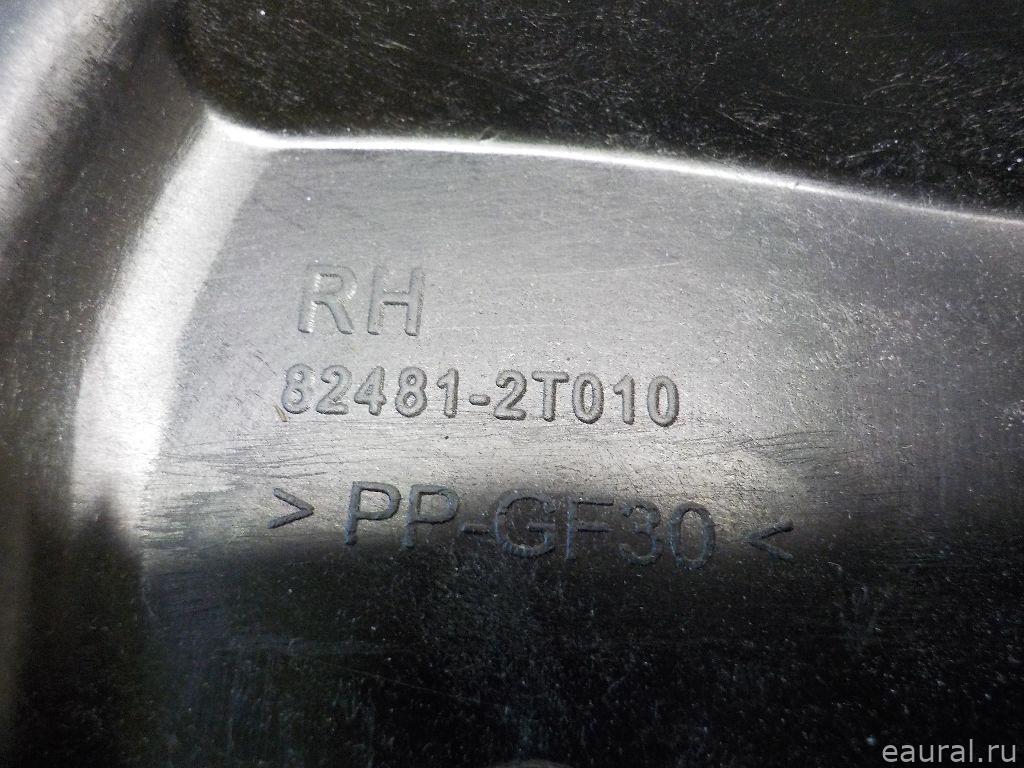 RH
82481-2T010
> PP-GF30 <
eaural.ru